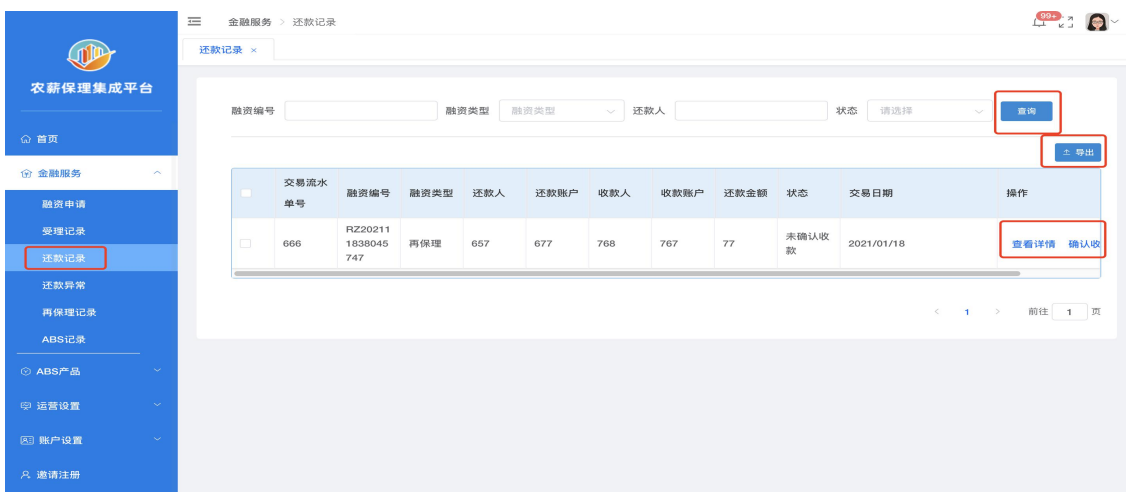 金融服务 > 还款记录
99+
农薪保理集成平台
首页
金融服务
融资申请
受理记录
还款记录
还款异常
再保理记录
ABS记录
ABS产品
运营设置
账户设置
邀请注册
还款记录 ×
融资编号 融资类型 融资类型 还款人 状态 请选择 查询
导出
交易流水
单号
融资编号 融资类型 还款人 还款账户 收款人 收款账户 还款金额 状态 交易日期 操作
666
RZ20211
1838045
747
再保理 657 677 768 767 77
未确认收
款
2021/01/18 查看详情 确认收
< 1 > 前往 1 页